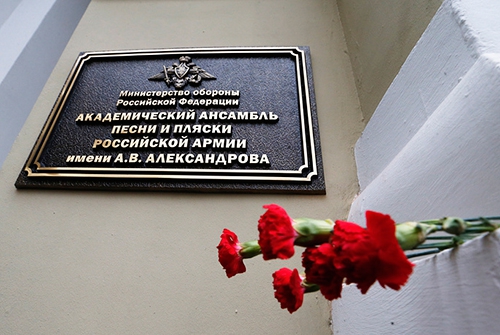 Министерство обороны
Российской Федерации
АКАДЕМИЧЕСКИЙ АНСАМБЛЬ
ПЕСНИ И ПЛЯСКИ
РОССИЙСКОЙ АРМИИ
имени А.В. АЛЕКСАНДРОВА